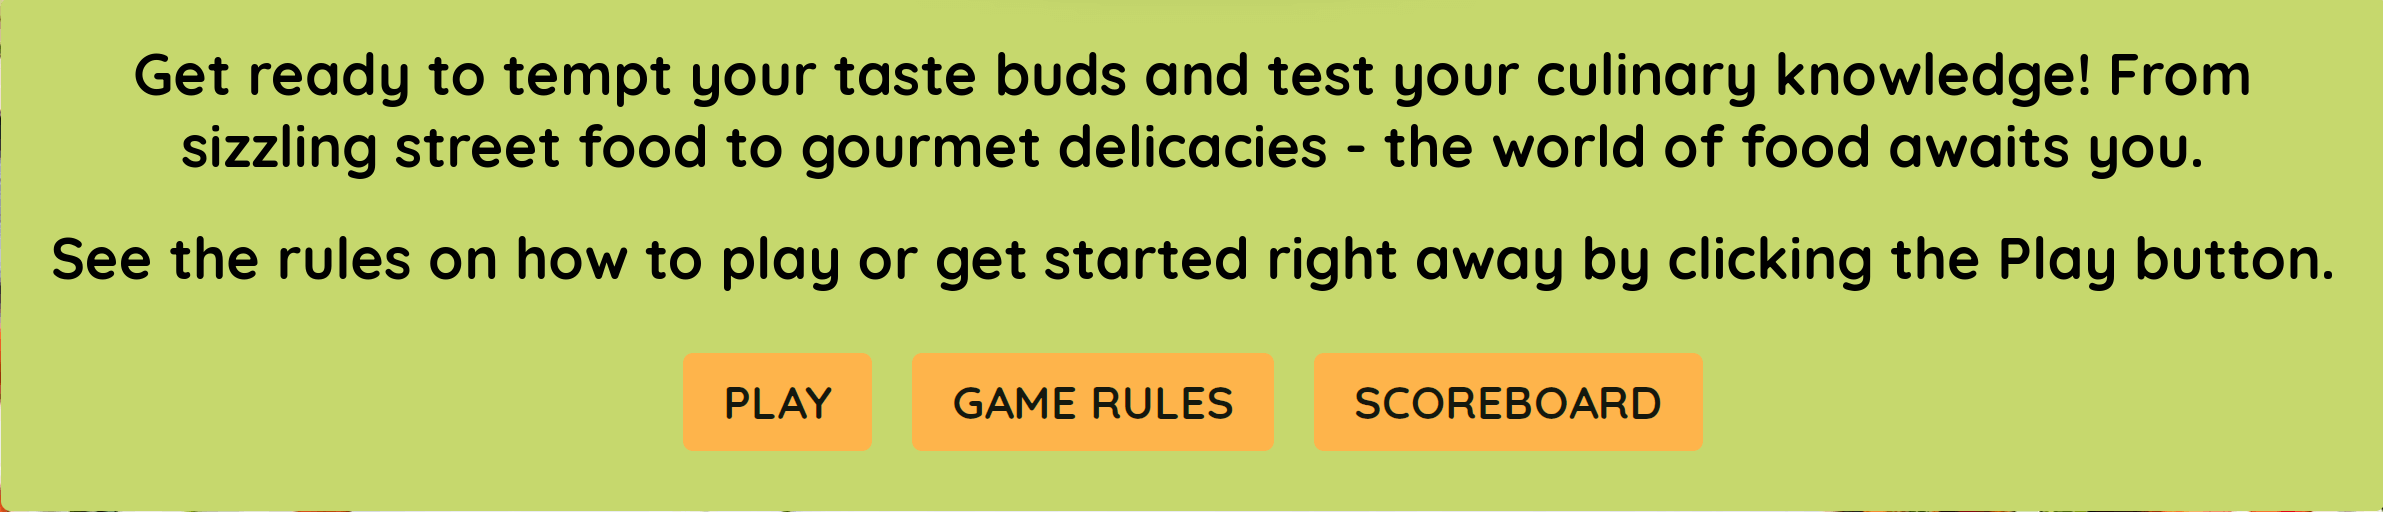 Get ready to tempt your taste buds and test your culinary knowledge! From
sizzling street food to gourmet delicacies - the world of food awaits you.
See the rules on how to play or get started right away by clicking the Play button.
PLAY GAME RULES SCOREBOARD